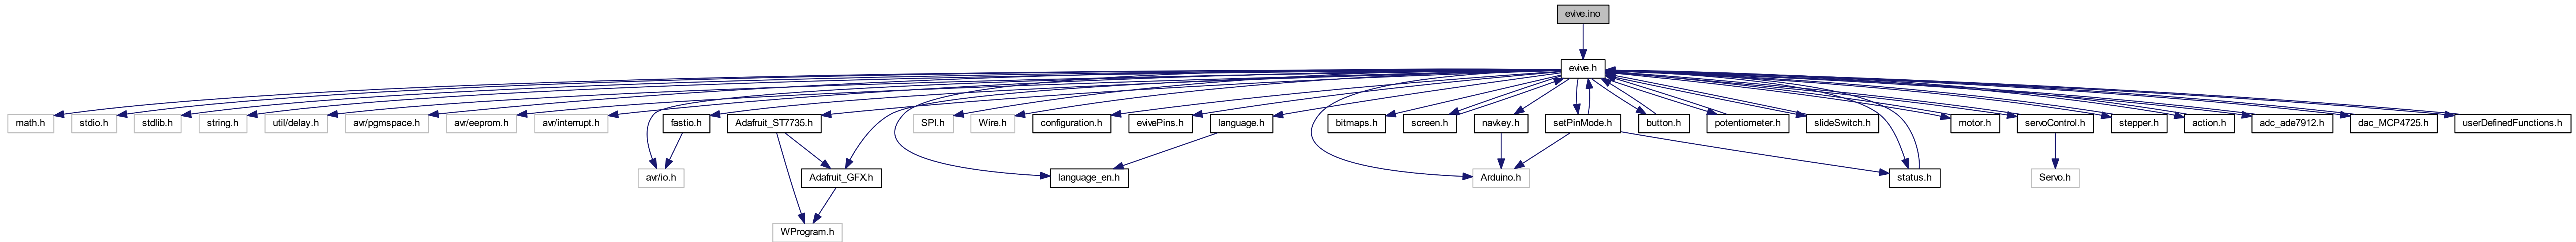 evive.ino
evive.h
math.h
stdio.h
stdlib.h
string.h
util/delay.h
avr/pgmspace.h
avr/eeprom.h
avr/interrupt.h
fastio.h
Adafruit_ST7735.h
SPI.h
Wire.h
configuration.h
evivePins.h
language.h
bitmaps.h
screen.h
navkey.h
setPinMode.h
button.h
potentiometer.h
slideSwitch.h
motor.h
servoControl.h
stepper.h
action.h
adc_ade7912.h
dac_MCP4725.h
userDefinedFunctions.h
avr/io.h
Adafruit_GFX.h
language_en.h
Arduino.h
status.h
Servo.h
WProgram.h